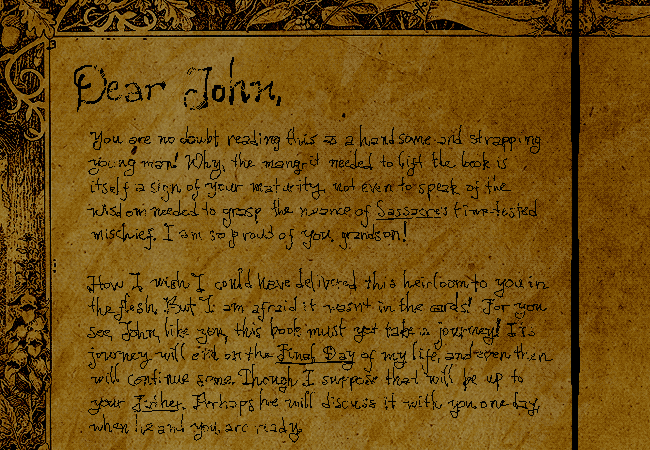 Dear John,
You are no doubt reading this as a handsome and strapping
young man! Why, the mangrit needed to lift the book is
itself a sign of your maturity, not even to speak of the
wisdom needed to grasp the nuance of Sassacre's time-tested
mischief. I am so proud of you, grandson!
How I wish I could have delivered this heirloom to you in
the flesh. But I am afraid it wasn't in the cards! For you
see, John, like you, this book must yet take a journey! Its
journey will end on the Final Day of my life, and even then
will continue some. Though I suppose that will be up to
your Father. Perhaps he will discuss it with you one day,
when he and you are ready.